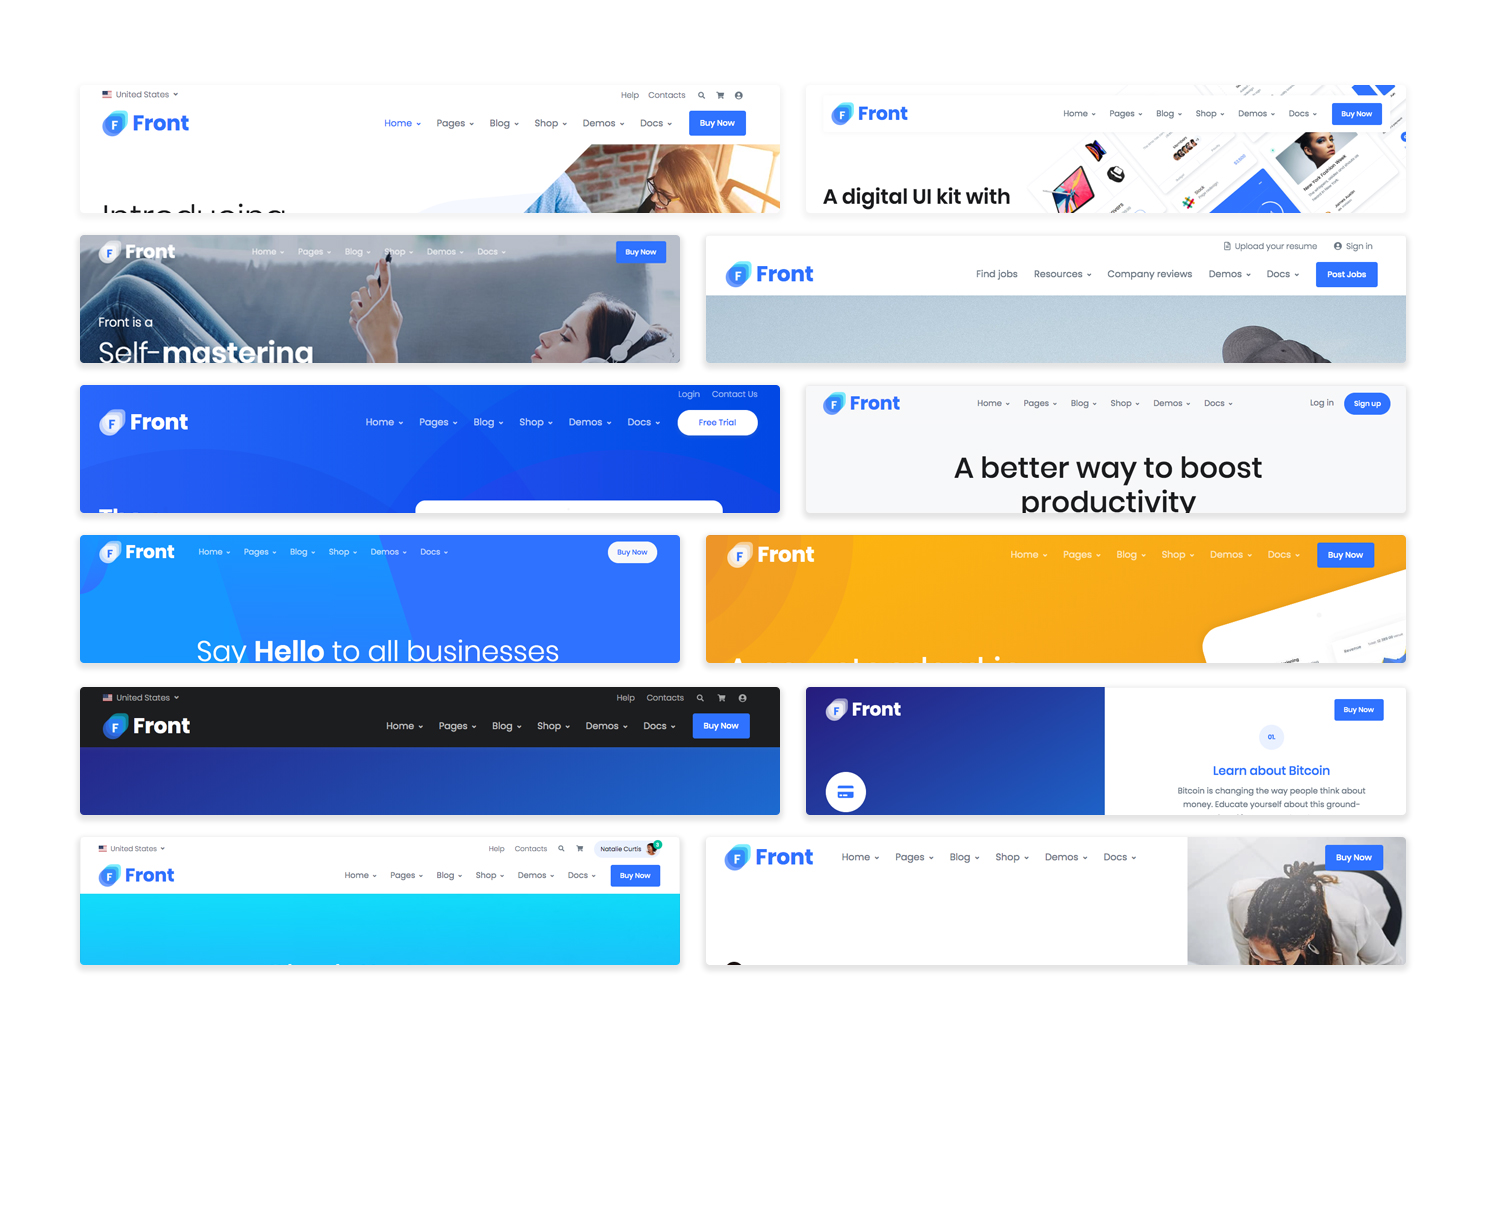 United States
Help Contacts
Front
Home Pages Blog Shop Demos Docs Buy Now
Introducing
Front
Home Pages Blog Shop Demos Docs Buy Now
A digital UI kit with
New York Fashion Week
Stack
Front
Home Pages Blog Shop Demos Docs Buy Now
Front is a
Self-mastering
Upload your resume Sign in
Front
Find jobs Resources Company reviews Demos Docs Post Jobs
Login Contact Us
Front
Home Pages Blog Shop Demos Docs Free Trial
Front
Home Pages Blog Shop Demos Docs Log in Sign up
A better way to boost
productivity
Front
Home Pages Blog Shop Demos Docs Buy Now
Say Hello to all businesses
Front
Home Pages Blog Shop Demos Docs Buy Now
Revenue
United States
Help Contacts
Front
Home Pages Blog Shop Demos Docs Buy Now
Front
Buy Now
01.
Learn about Bitcoin
Bitcoin is changing the way people think about
money. Educate yourself about this ground-
United States
Help Contacts Natalie Curtis
Front
Home Pages Blog Shop Demos Docs Buy Now
Front
Home Pages Blog Shop Demos Docs Buy Now